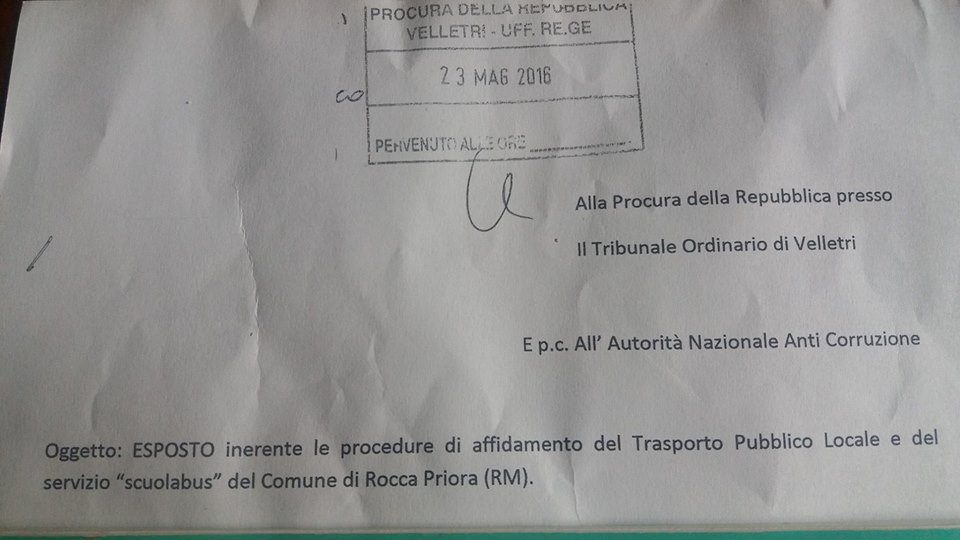 PROCURA DELLA REPUBBLICA
VELLETRI - UFF. RE.GE
23 MAG 2016
PERVENUTO ALLE ORE
Alla Procura della Repubblica presso
Il Tribunale Ordinario di Velletri
E p.c. All' Autorità Nazionale Anti Corruzione
Oggetto: ESPOSTO inerente le procedure di affidamento del Trasporto Pubblico Locale e del
servizio “scuolabus” del Comune di Rocca Priora (RM).